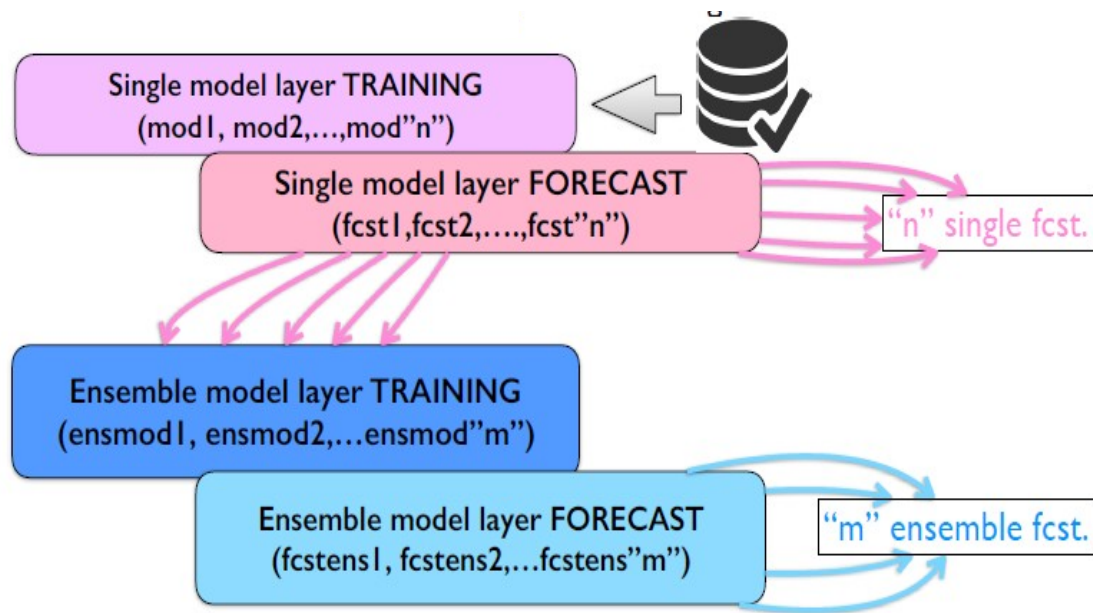 Single model layer TRAINING
(mod1, mod2,...,mod"n")
Single model layer FORECAST
(fcst1,fcst2,....,fcst"n")
"n" single fcst.
Ensemble model layer TRAINING
(ensmod1, ensmod2,...ensmod"m")
Ensemble model layer FORECAST
(fcstens1, fcstens2,...fcstens"m")
"m" ensemble fcst.